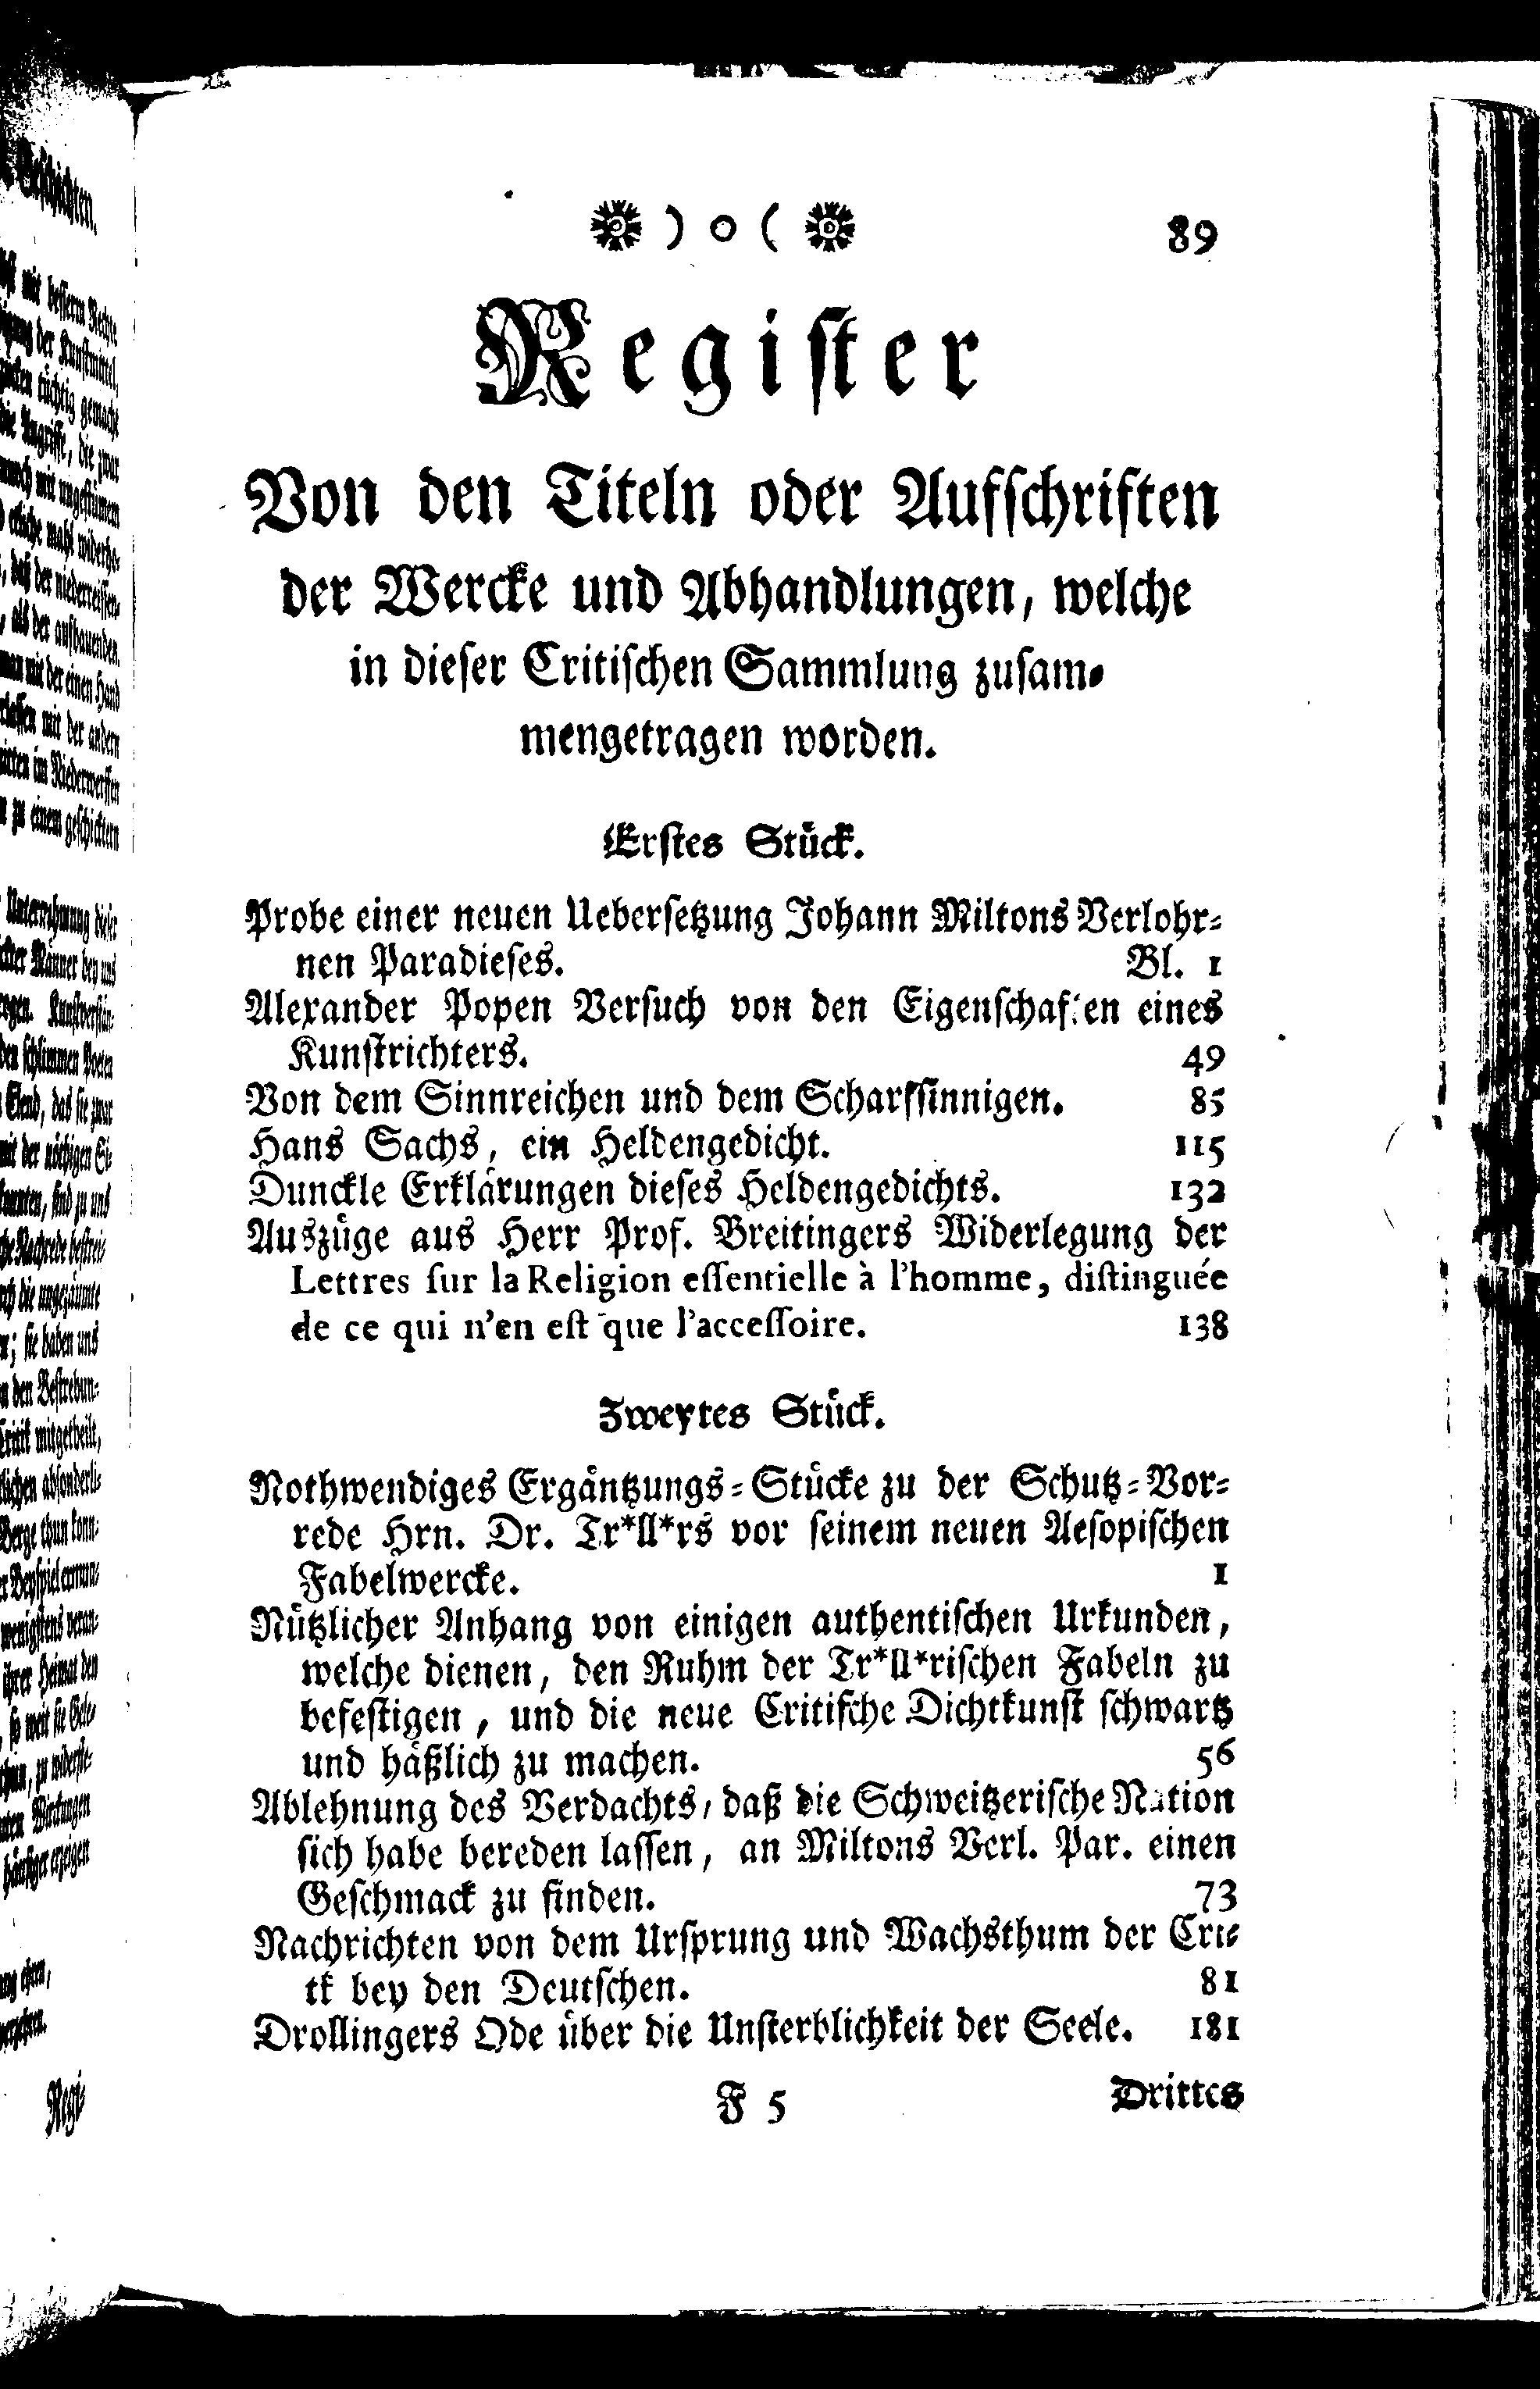 ❋ ) o ( ❋ 89
Register
Von den Titeln oder Aufschriften
der Wercke und Abhandlungen, welche
in dieser Critischen Sammlung zusam-
mengetragen worden.
Erstes Stück.
Probe einer neuen Uebersetzung Johann Miltons Verlohr-
nen Paradieses. Bl. 1
Alexander Popen Versuch von den Eigenschaften eines
Kunstrichters. 49
Von dem Sinnreichen und dem Scharfsinnigen. 85
Hans Sachs, ein Heldengedicht. 115
Dunckle Erklärungen dieses Heldengedichts. 132
Auszüge aus Herr Prof. Breitingers Widerlegung der
Lettres sur la Religion essentielle à l'homme, distinguée
de ce qui n'en est que l'accessoire. 138
Zweytes Stück.
Nothwendiges Ergäntzungs-Stücke zu der Schutz-Vor-
rede Hrn. Dr. Tr*ll*rs vor seinem neuen Aesopischen
Fabelwercke. 1
Nützlicher Anhang von einigen authentischen Urkunden,
welche dienen, den Ruhm der Tr*ll*rischen Fabeln zu
befestigen, und die neue Critische Dichtkunst schwartz
und häßlich zu machen. 56
Ablehnung des Verdachts, daß die Schweitzerische Nation
sich habe bereden lassen, an Miltons Verl. Par. einen
Geschmack zu finden. 73
Nachrichten von dem Ursprung und Wachsthum der Cri-
tk bey den Deutschen. 81
Drollingers Ode über die Unsterblichkeit der Seele. 181
F 5 Drittes